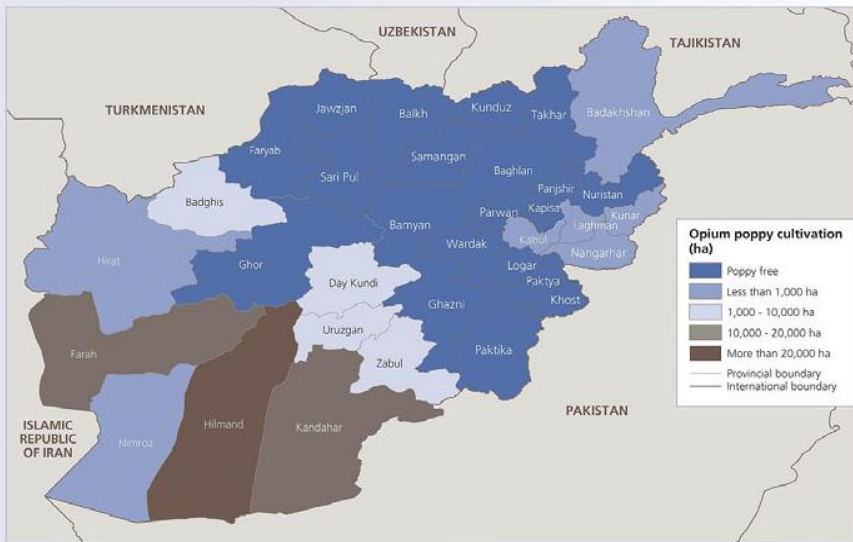 UZBEKISTAN
TAJIKISTAN
TURKMENISTAN
Jawzjan
Balkh
Kunduz
Takhar
Badakhshan
Faryab
Samangan
Baghlan
Sari Pul
Panjshir
Nuristan
Badghis
Kapisa
Kunar
Parwan
Laghman
Bamyan
Kabul
Wardak
Nangarhar
Hirat
Ghor
Logar
Day Kundi
Paktya
Ghazni
Khost
Uruzgan
Farah
Zabul
Paktika
ISLAMIC
REPUBLIC
OF IRAN
Nimroz
Hilmand
Kandahar
PAKISTAN
Opium poppy cultivation
(ha)
Poppy free
Less than 1,000 ha
1,000 - 10,000 ha
10,000 - 20,000 ha
More than 20,000 ha
Provincial boundary
International boundary